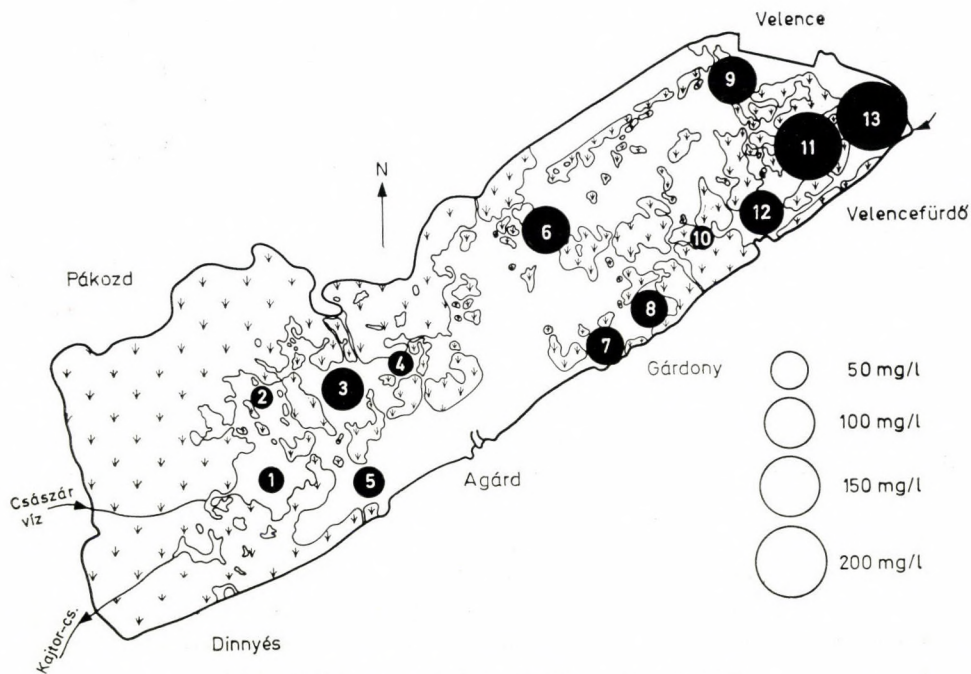 Velence
9
13
11
N
12
Velencefürdő
6
10
Pákozd
8
7
4
Gárdony
50 mg/l
3
2
100 mg/l
1
5
Agárd
150 mg/l
Császár
víz
200 mg/l
Kajtor-cs.
Dinnyés